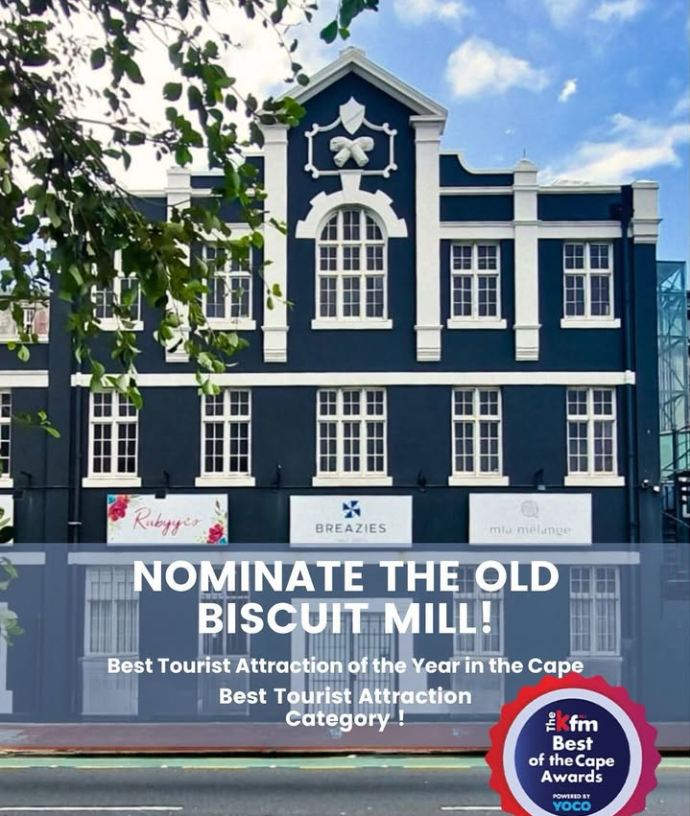 Rubyyes
BREAZIES
mia mélange
NOMINATE THE OLD
BISCUIT MILL!
Best Tourist Attraction of the Year in the Cape
Best Tourist Attraction
Category !
The kfm
Best
of the Cape
Awards
POWERED BY
YOCO